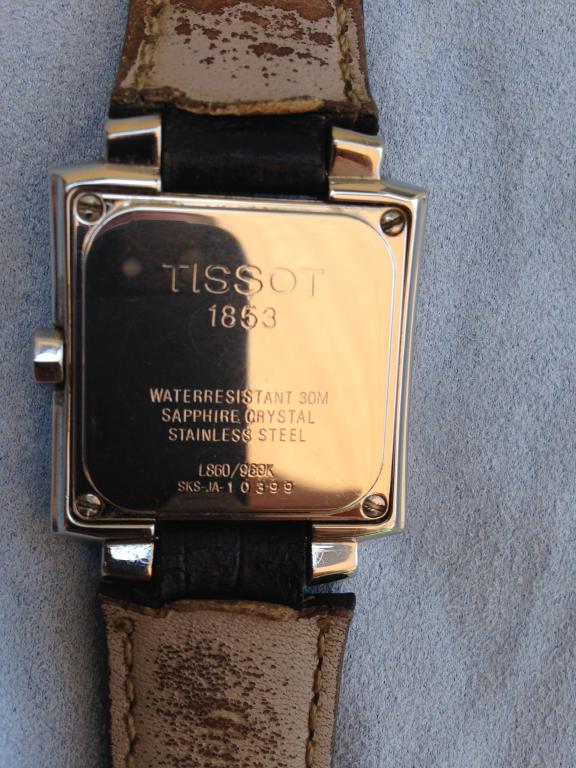 TISSOT
1853
WATERRESISTANT 30M
SAPPHIRE CRYSTAL
STAINLESS STEEL
L860/960K
SKS-JA-10399